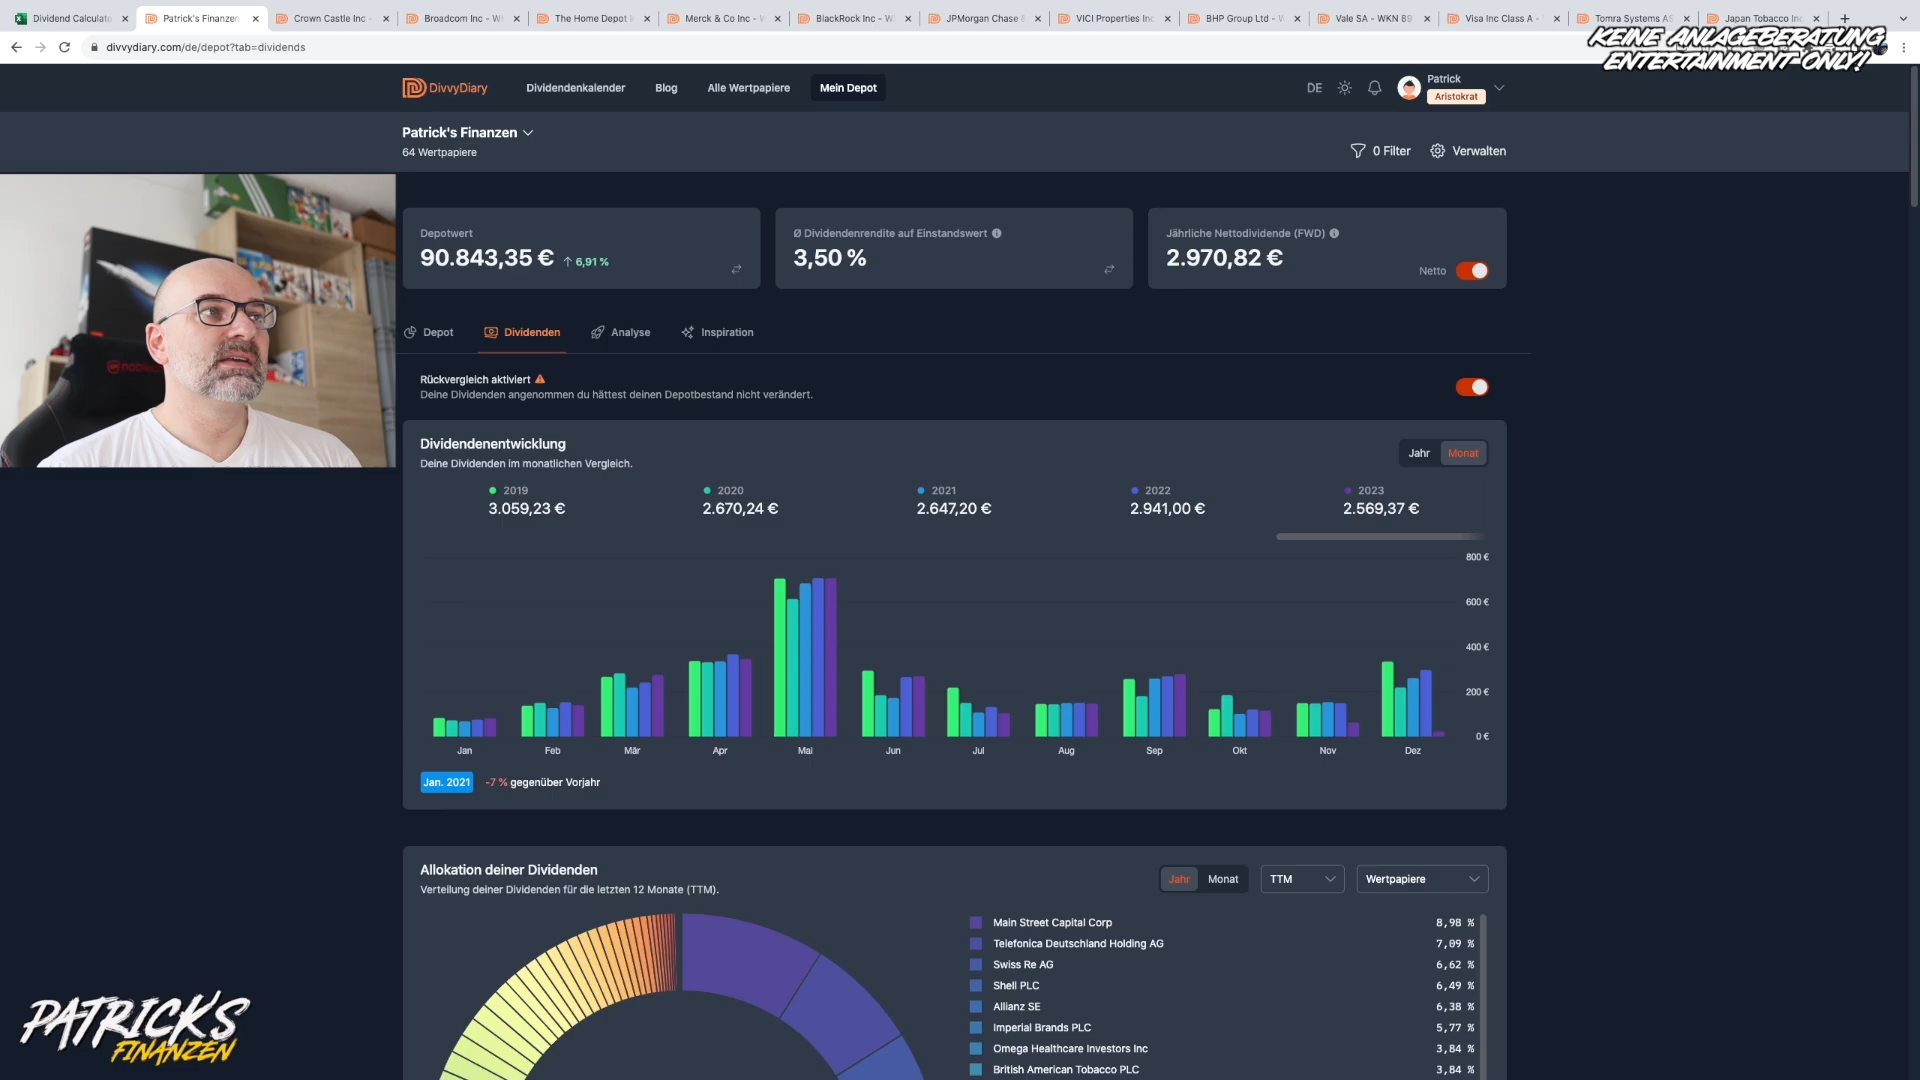 Dividend Calculato
Patrick's Finanzen
Crown Castle Inc -
Broadcom Inc - W
The Home Depot I
Merck & Co Inc - W
BlackRock Inc - W
JPMorgan Chase &
VICI Properties Inc
BHP Group Ltd - W
Vale SA - WKN 89
Visa Inc Class A -
Tomra Systems AS
Japan Tobacco Inc
divvydiary.com/de/depot?tab=dividends
KEINE ANLAGEBERATUNG
ENTERTAINMENT ONLY!
DivvyDiary
Dividendenkalender
Blog
Alle Wertpapiere
Mein Depot
DE
Patrick
Aristokrat
Patrick's Finanzen
64 Wertpapiere
0 Filter
Verwalten
Depotwert
90.843,35 € ↑ 6,91 %
Ø Dividendenrendite auf Einstandswert
3,50 %
Jährliche Nettodividende (FWD)
2.970,82 €
Netto
Depot
Dividenden
Analyse
Inspiration
Rückvergleich aktiviert
Deine Dividenden angenommen du hättest deinen Depotbestand nicht verändert.
Dividendenentwicklung
Deine Dividenden im monatlichen Vergleich.
Jahr
Monat
2019
3.059,23 €
2020
2.670,24 €
2021
2.647,20 €
2022
2.941,00 €
2023
2.569,37 €
800 €
600 €
400 €
200 €
0 €
Jan
Feb
Mär
Apr
Mai
Jun
Jul
Aug
Sep
Okt
Nov
Dez
Jan. 2021
-7 % gegenüber Vorjahr
Allokation deiner Dividenden
Verteilung deiner Dividenden für die letzten 12 Monate (TTM).
Jahr
Monat
TTM
Wertpapiere
Main Street Capital Corp 8,98 %
Telefonica Deutschland Holding AG 7,09 %
Swiss Re AG 6,62 %
Shell PLC 6,49 %
Allianz SE 6,38 %
Imperial Brands PLC 5,77 %
Omega Healthcare Investors Inc 3,84 %
British American Tobacco PLC 3,84 %
PATRICKS
FINANZEN